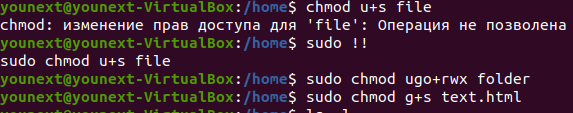 younext@younext-VirtualBox:/home$ chmod u+s file
chmod: изменение прав доступа для 'file': Операция не позволена
younext@younext-VirtualBox:/home$ sudo !!
sudo chmod u+s file
younext@younext-VirtualBox:/home$ sudo chmod ugo+rwx folder
younext@younext-VirtualBox:/home$ sudo chmod g+s text.html